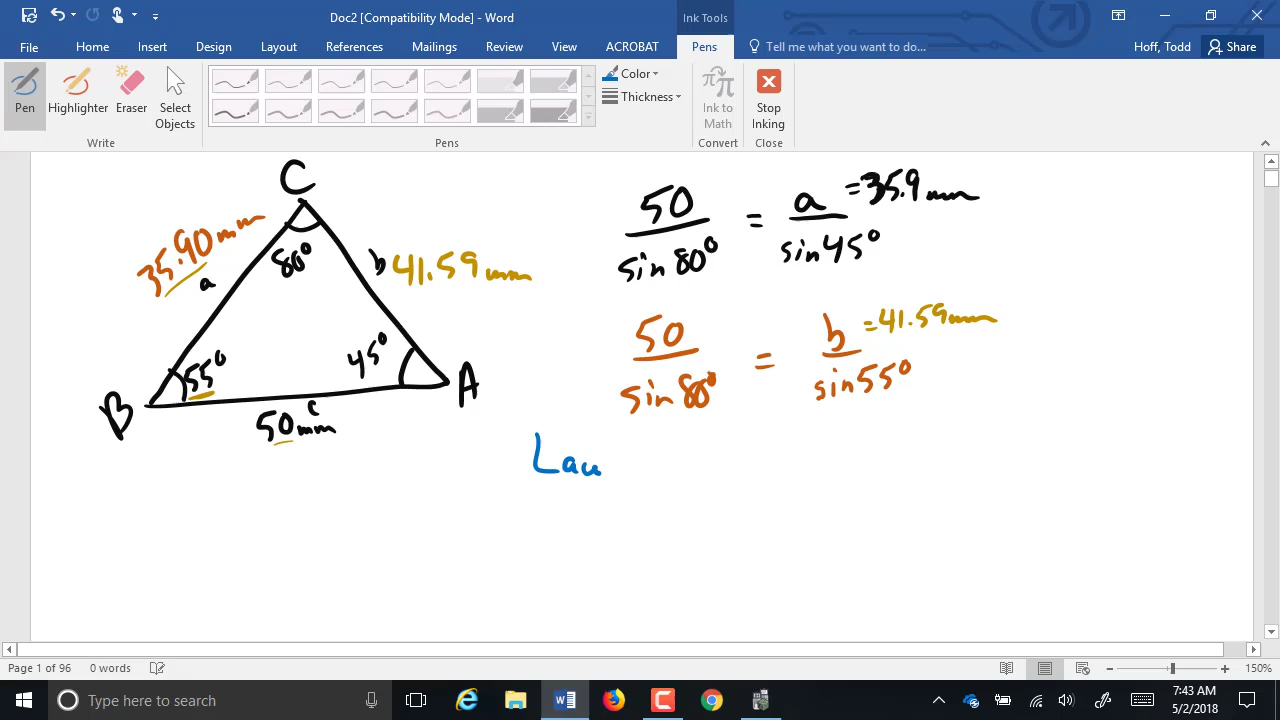 Doc2 [Compatibility Mode] - Word
Ink Tools
File Home Insert Design Layout References Mailings Review View ACROBAT Pens Tell me what you want to do... Hoff, Todd Share
Pen Highlighter Eraser Select Objects
Color
Thickness
Ink to Math
Stop Inking
Write Pens Convert Close
C
35.90mm
a
80°
b 41.59mm
55°
45°
B
A
50mm
c
50 = a =35.9mm
sin 80° sin45°
50 = b =41.59mm
sin80° sin55°
Lau
Page 1 of 96 0 words 150%
Type here to search
7:43 AM
5/2/2018